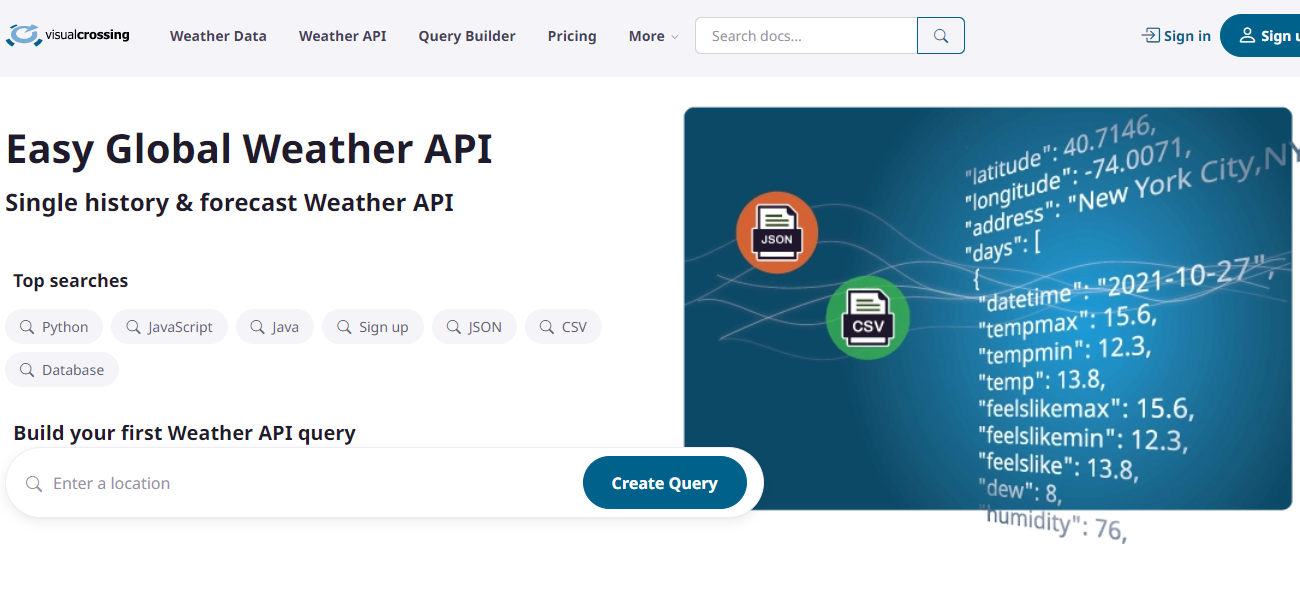 visualcrossing
Weather Data Weather API Query Builder Pricing More
Search docs...
Sign in
Sign u
Easy Global Weather API
Single history & forecast Weather API
Top searches
Python JavaScript Java Sign up JSON CSV
Database
Build your first Weather API query
Enter a location
Create Query
JSON
CSV
"latitude": 40.7146,
"longitude": -74.0071,
"address": "New York City,NY
"days": [
{
"datetime": "2021-10-27",
"tempmax": 15.6,
"tempmin": 12.3,
"temp": 13.8,
"feelslikemax": 15.6,
"feelslikemin": 12.3,
"feelslike": 13.8,
"dew": 8,
"humidity": 76,